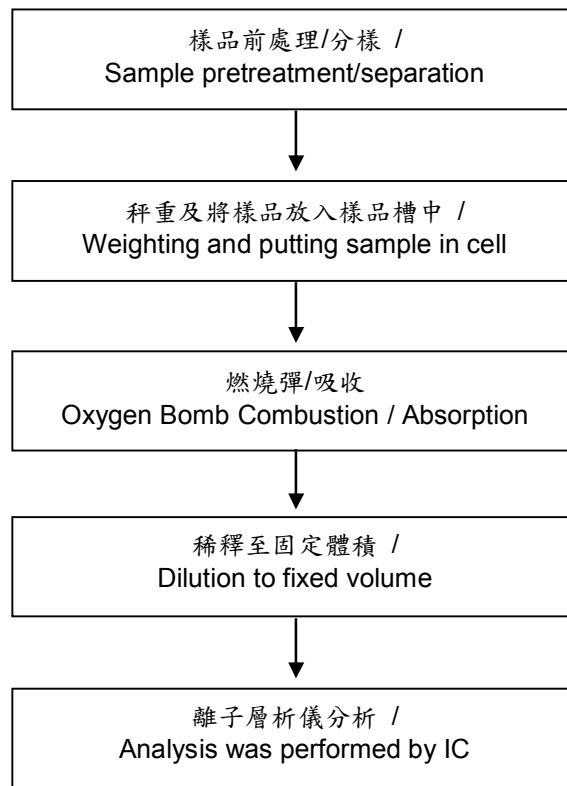 樣品前處理/分樣 /
Sample pretreatment/separation
秤重及將樣品放入樣品槽中 /
Weighting and putting sample in cell
燃燒彈/吸收
Oxygen Bomb Combustion / Absorption
稀釋至固定體積 /
Dilution to fixed volume
離子層析儀分析 /
Analysis was performed by IC